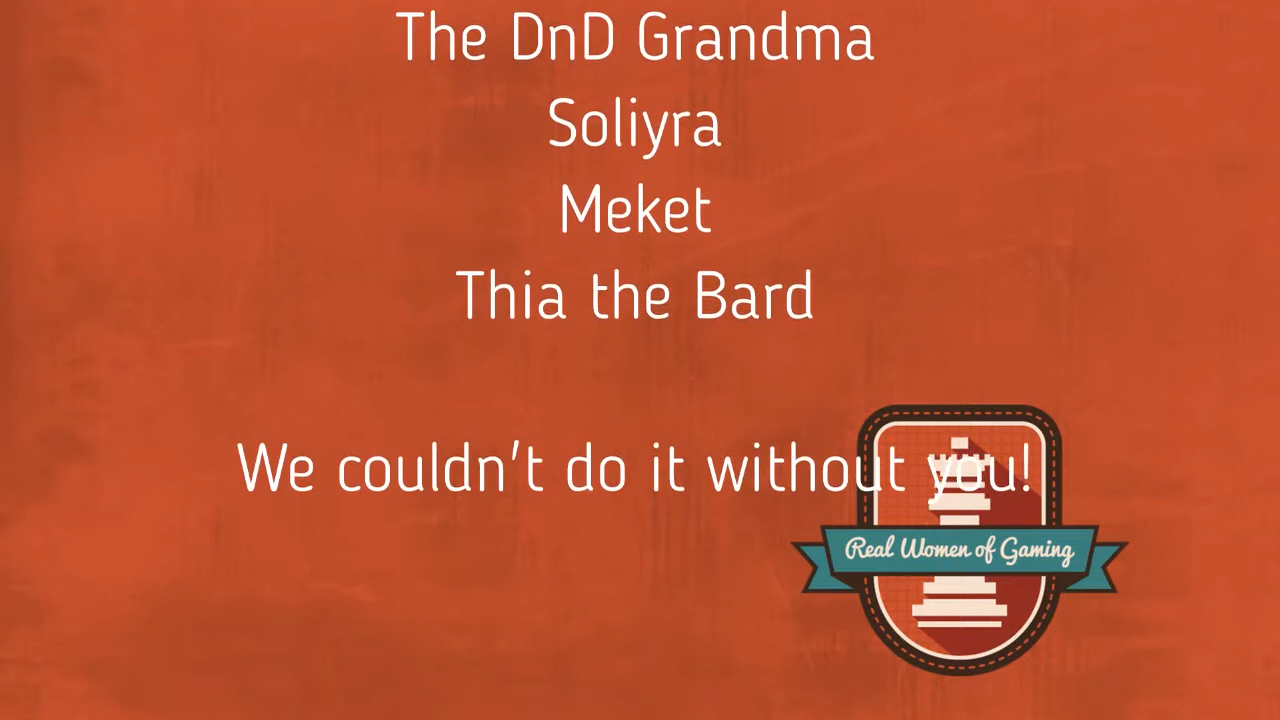 The DnD Grandma
Soliyra
Meket
Thia the Bard
We couldn't do it without you!
Real Women of Gaming